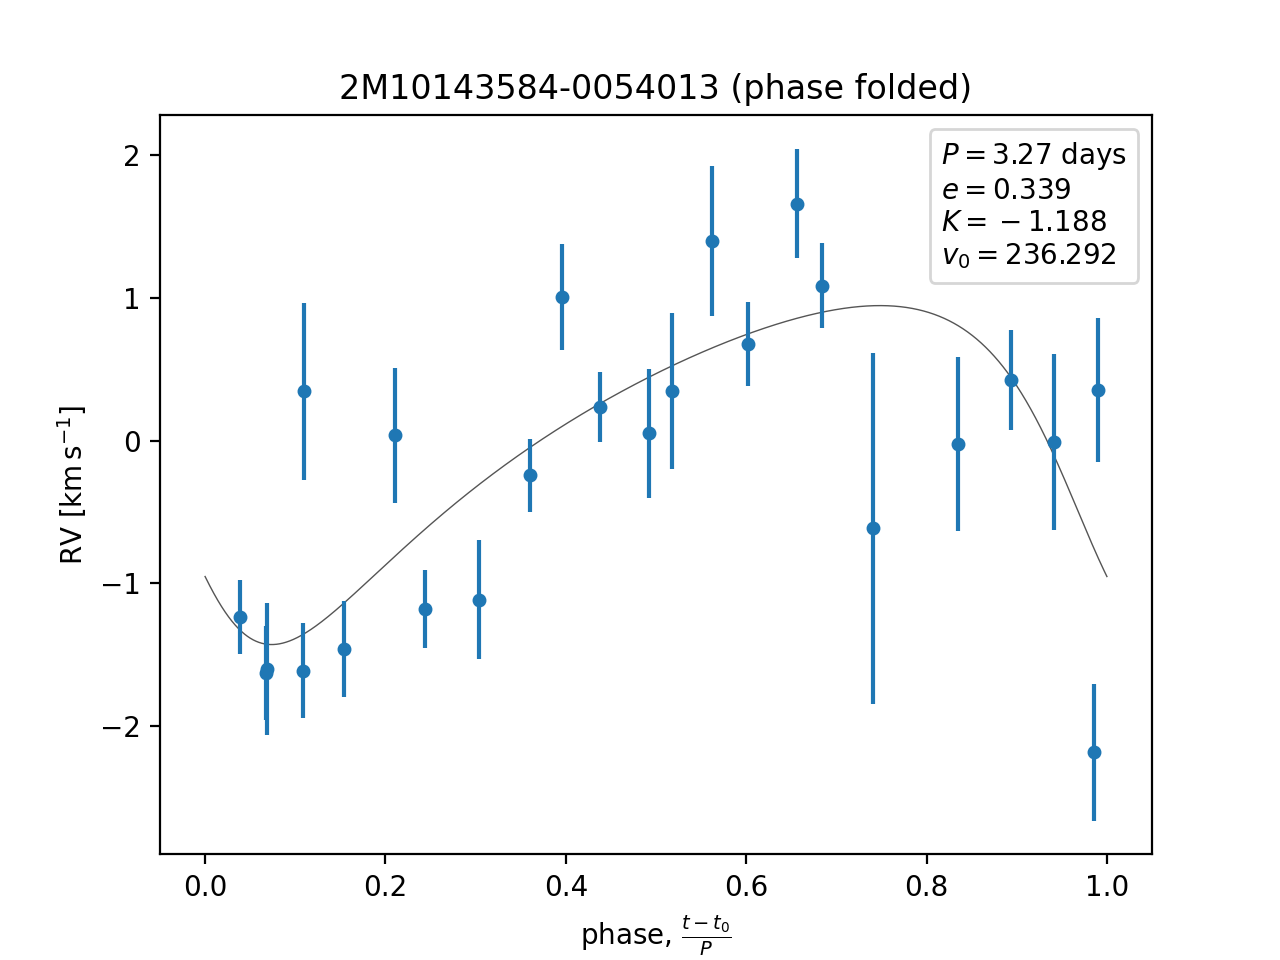 2M10143584-0054013 (phase folded)
P = 3.27 days
e = 0.339
K = −1.188
v₀ = 236.292
RV [km s⁻¹]
2
1
0
−1
−2
0.0 0.2 0.4 0.6 0.8 1.0
phase, (t − t₀)/P